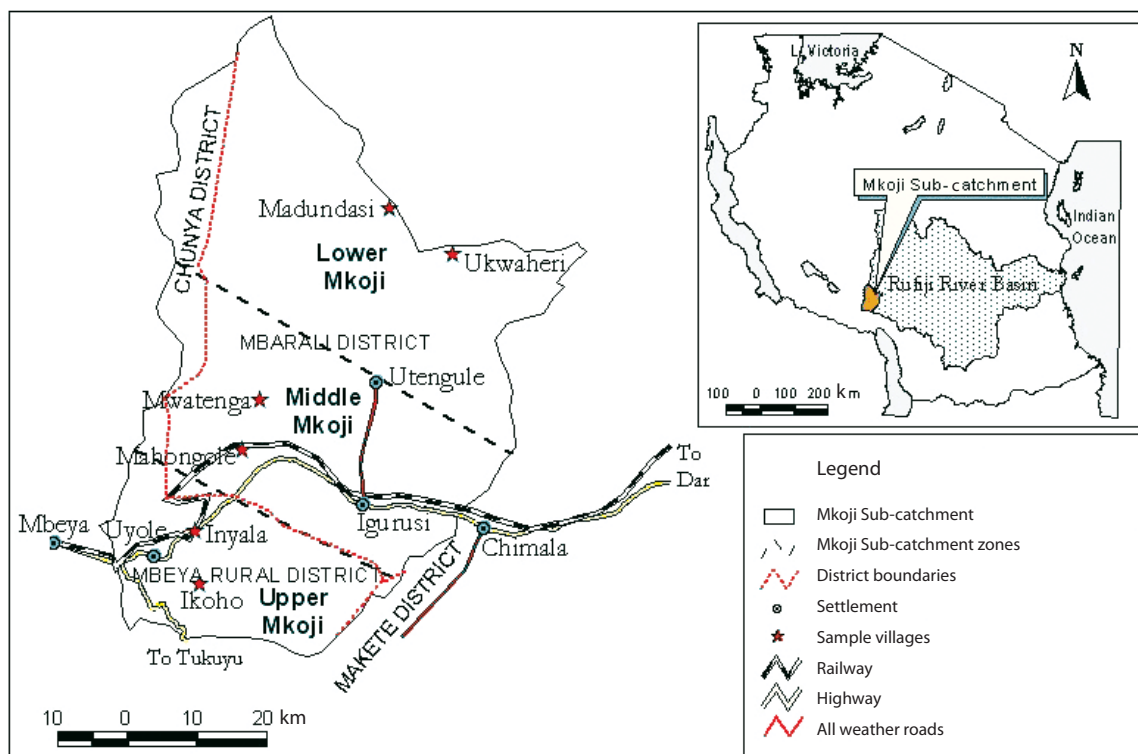 CHUNYA DISTRICT
Madundasi
Lower
Mkoji
Ukwaheri
MBARALI DISTRICT
Utengule
Mwatenga
Middle
Mkoji
Mahongole
To
Dar
Mbeya
Uyole
Inyala
Igurusi
Chimala
MBEYA RURAL DISTRICT
Ikoho
Upper
Mkoji
MAKETE DISTRICT
To Tukuyu
10 0 10 20 km
L. Victoria
N
Mkoji Sub-catchment
Indian
Ocean
Rufiji River Basin
100 0 100 200 km
Legend
Mkoji Sub-catchment
Mkoji Sub-catchment zones
District boundaries
Settlement
Sample villages
Railway
Highway
All weather roads